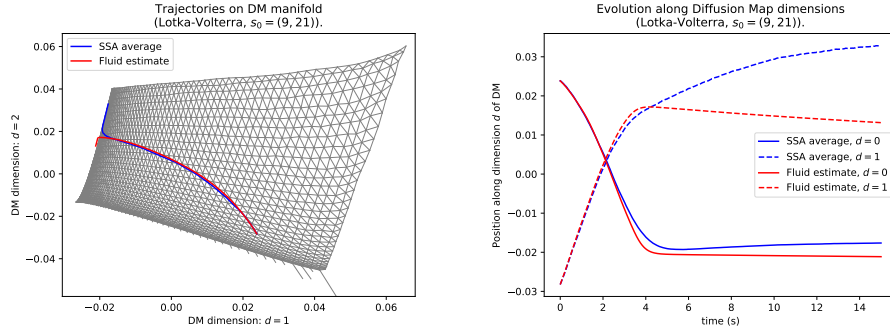 Trajectories on DM manifold
(Lotka-Volterra, s₀ = (9, 21)).
SSA average
Fluid estimate
DM dimension: d = 2
0.06
0.04
0.02
0.00
−0.02
−0.04
−0.02
0.00
0.02
0.04
0.06
DM dimension: d = 1
Evolution along Diffusion Map dimensions
(Lotka-Volterra, s₀ = (9, 21)).
Position along dimension d of DM
0.03
0.02
0.01
0.00
−0.01
−0.02
−0.03
SSA average, d = 0
SSA average, d = 1
Fluid estimate, d = 0
Fluid estimate, d = 1
0
2
4
6
8
10
12
14
time (s)